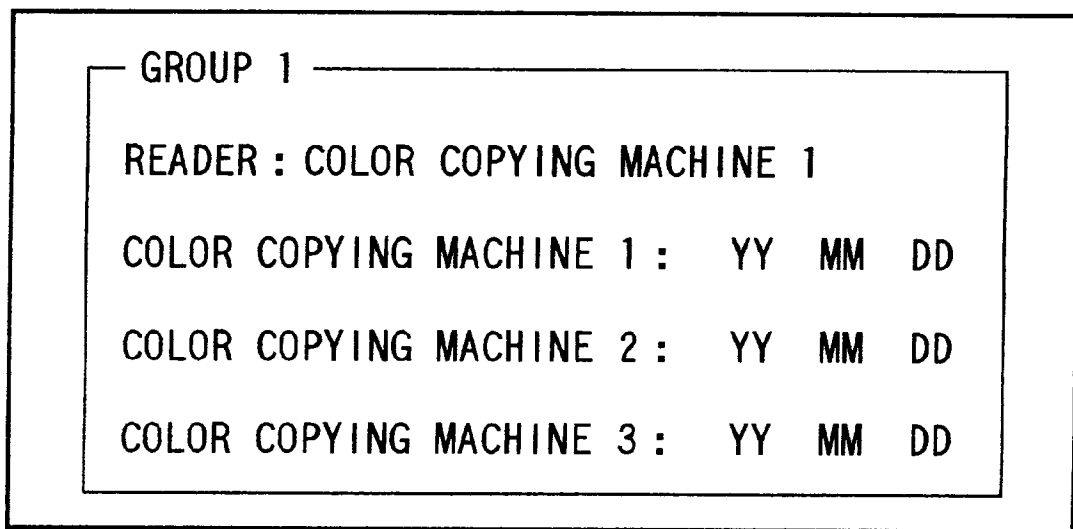 GROUP 1
READER : COLOR COPYING MACHINE 1
COLOR COPYING MACHINE 1 : YY MM DD
COLOR COPYING MACHINE 2 : YY MM DD
COLOR COPYING MACHINE 3 : YY MM DD